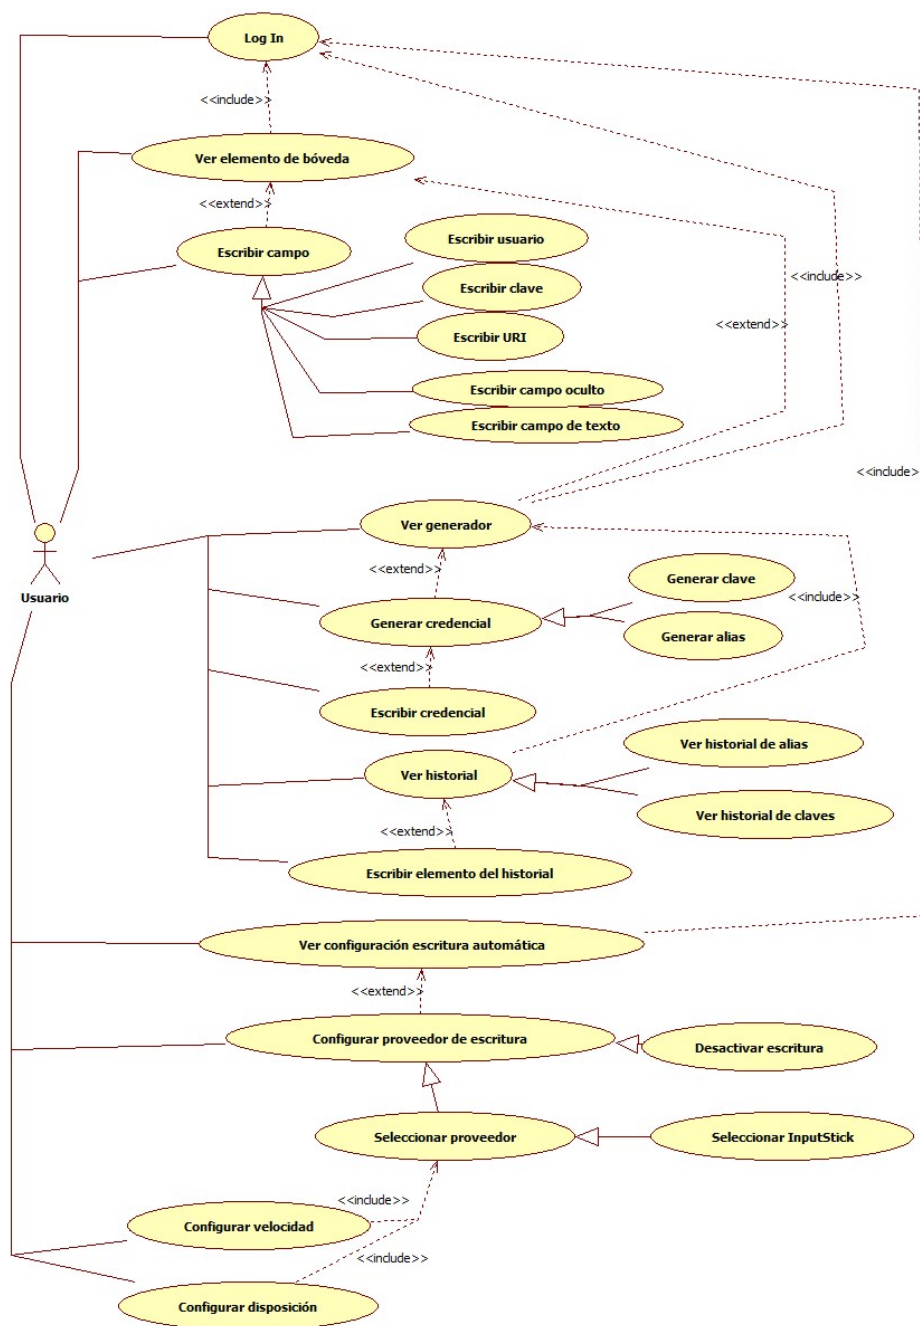 Log In
<<include>>
Ver elemento de bóveda
<<extend>>
Escribir campo
Escribir usuario
Escribir clave
Escribir URI
Escribir campo oculto
Escribir campo de texto
<<include>>
<<extend>>
<<include>
Ver generador
<<extend>>
Usuario
Generar credencial
Generar clave
Generar alias
<<include>>
<<extend>>
Escribir credencial
Ver historial
Ver historial de alias
Ver historial de claves
<<extend>>
Escribir elemento del historial
Ver configuración escritura automática
<<extend>>
Configurar proveedor de escritura
Desactivar escritura
Seleccionar proveedor
Seleccionar InputStick
<<include>>
Configurar velocidad
<<include>>
Configurar disposición